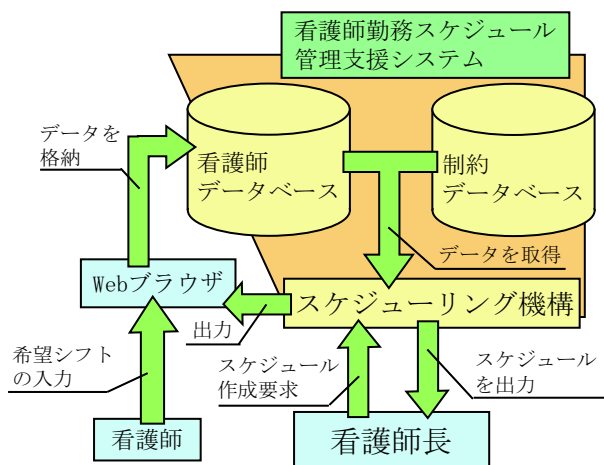 看護師勤務スケジュール
管理支援システム
データを
格納
看護師
データベース
制約
データベース
データを取得
Webブラウザ
スケジューリング機構
出力
希望シフト
の入力
スケジュール
作成要求
スケジュール
を出力
看護師
看護師長